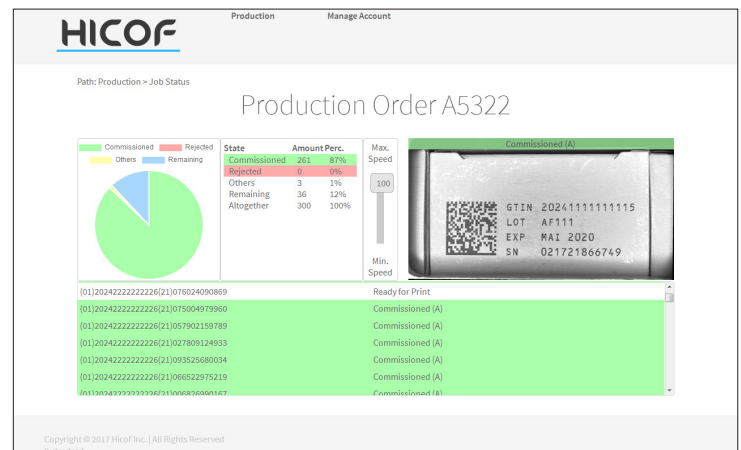 HICOF
Production Manage Account
Path: Production > Job Status
Production Order A5322
Commissioned Rejected
Others Remaining
State Amount Perc.
Commissioned 261 87%
Rejected 0 0%
Others 3 1%
Remaining 36 12%
Altogether 300 100%
Max.
Speed
100
Min.
Speed
Commissioned (A)
GTIN 20241111111115
LOT AF111
EXP MAI 2020
SN 021721866749
(01)20242222222226(21)076024090869 Ready for Print
(01)20242222222226(21)075004979960 Commissioned (A)
(01)20242222222226(21)057902159789 Commissioned (A)
(01)20242222222226(21)027809124933 Commissioned (A)
(01)20242222222226(21)093525680034 Commissioned (A)
(01)20242222222226(21)066522975219 Commissioned (A)
(01)20242222222226(21)006826990167 Commissioned (A)
Copyright © 2017 Hicof Inc. | All Rights Reserved